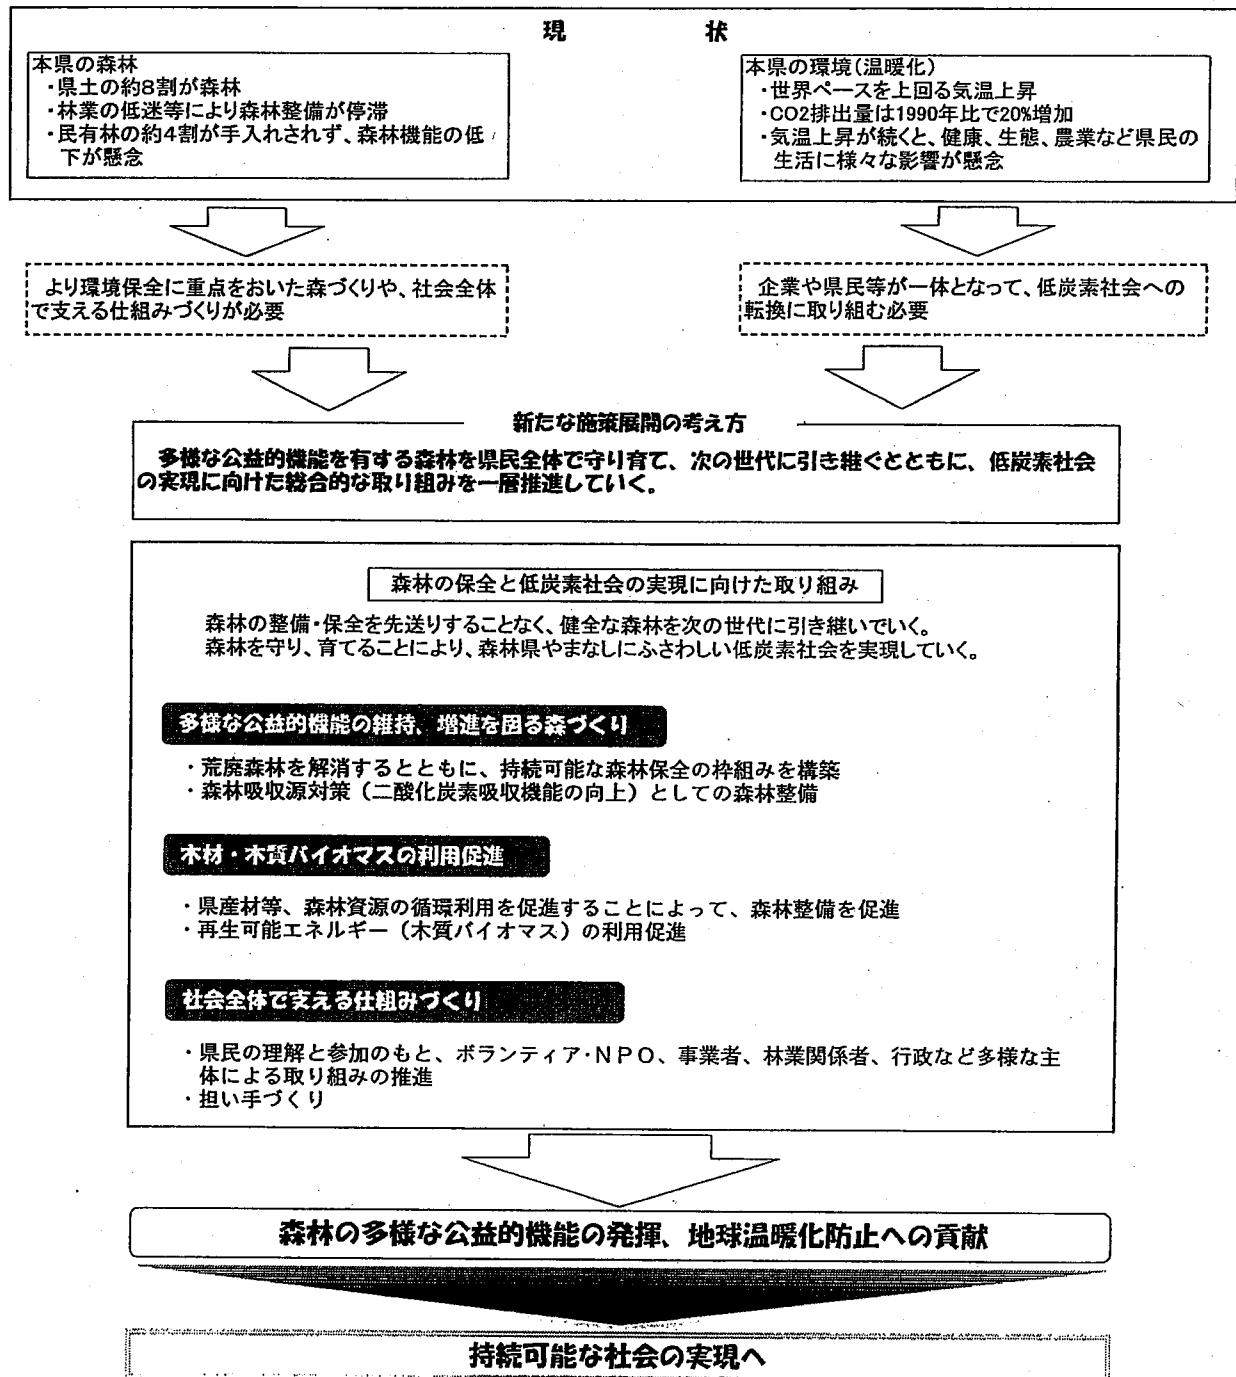 現　　　　　状
本県の森林
・県土の約8割が森林
・林業の低迷等により森林整備が停滞
・民有林の約4割が手入れされず、森林機能の低
下が懸念
本県の環境(温暖化)
・世界ペースを上回る気温上昇
・CO2排出量は1990年比で20%増加
・気温上昇が続くと、健康、生態、農業など県民の
生活に様々な影響が懸念
より環境保全に重点をおいた森づくりや、社会全体
で支える仕組みづくりが必要
企業や県民等が一体となって、低炭素社会への
転換に取り組む必要
新たな施策展開の考え方
多様な公益的機能を有する森林を県民全体で守り育て、次の世代に引き継ぐとともに、低炭素社会
の実現に向けた総合的な取り組みを一層推進していく。
森林の保全と低炭素社会の実現に向けた取り組み
森林の整備・保全を先送りすることなく、健全な森林を次の世代に引き継いでいく。
森林を守り、育てることにより、森林県やまなしにふさわしい低炭素社会を実現していく。
多様な公益的機能の維持、増進を図る森づくり
・荒廃森林を解消するとともに、持続可能な森林保全の枠組みを構築
・森林吸収源対策（二酸化炭素吸収機能の向上）としての森林整備
木材・木質バイオマスの利用促進
・県産材等、森林資源の循環利用を促進することによって、森林整備を促進
・再生可能エネルギー（木質バイオマス）の利用促進
社会全体で支える仕組みづくり
・県民の理解と参加のもと、ボランティア・NPO、事業者、林業関係者、行政など多様な主
体による取り組みの推進
・担い手づくり
森林の多様な公益的機能の発揮、地球温暖化防止への貢献
持続可能な社会の実現へ